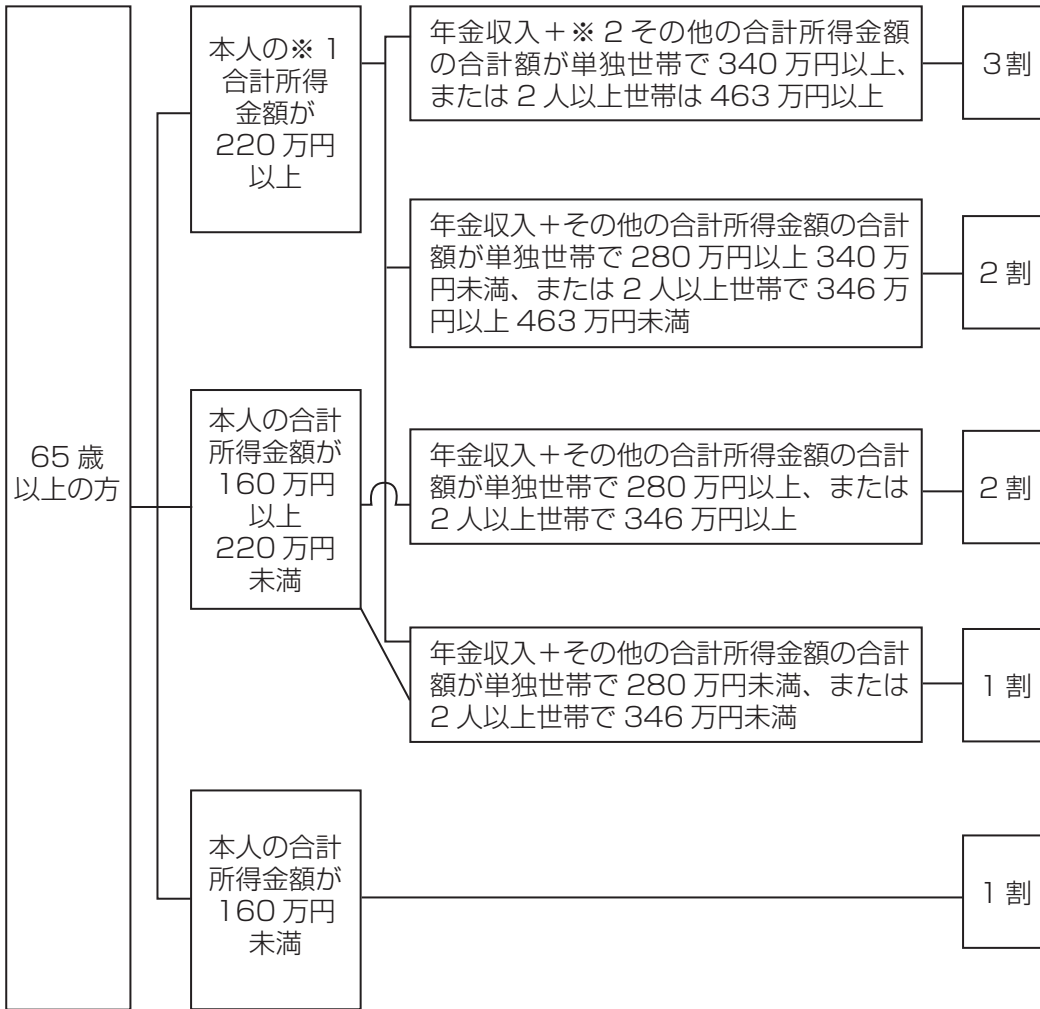 65 歳
以上の方
本人の※ 1
合計所得
金額が
220 万円
以上
年金収入＋※ 2 その他の合計所得金額
の合計額が単独世帯で 340 万円以上、
または 2 人以上世帯は 463 万円以上
3割
年金収入＋その他の合計所得金額の合計
額が単独世帯で 280 万円以上 340 万
円未満、または 2 人以上世帯で 346 万
円以上 463 万円未満
2 割
本人の合計
所得金額が
160 万円
以上
220 万円
未満
年金収入＋その他の合計所得金額の合計
額が単独世帯で 280 万円以上、または
2 人以上世帯で 346 万円以上
2 割
年金収入＋その他の合計所得金額の合計
額が単独世帯で 280 万円未満、または
2 人以上世帯で 346 万円未満
1 割
本人の合計
所得金額が
160 万円
未満
1 割